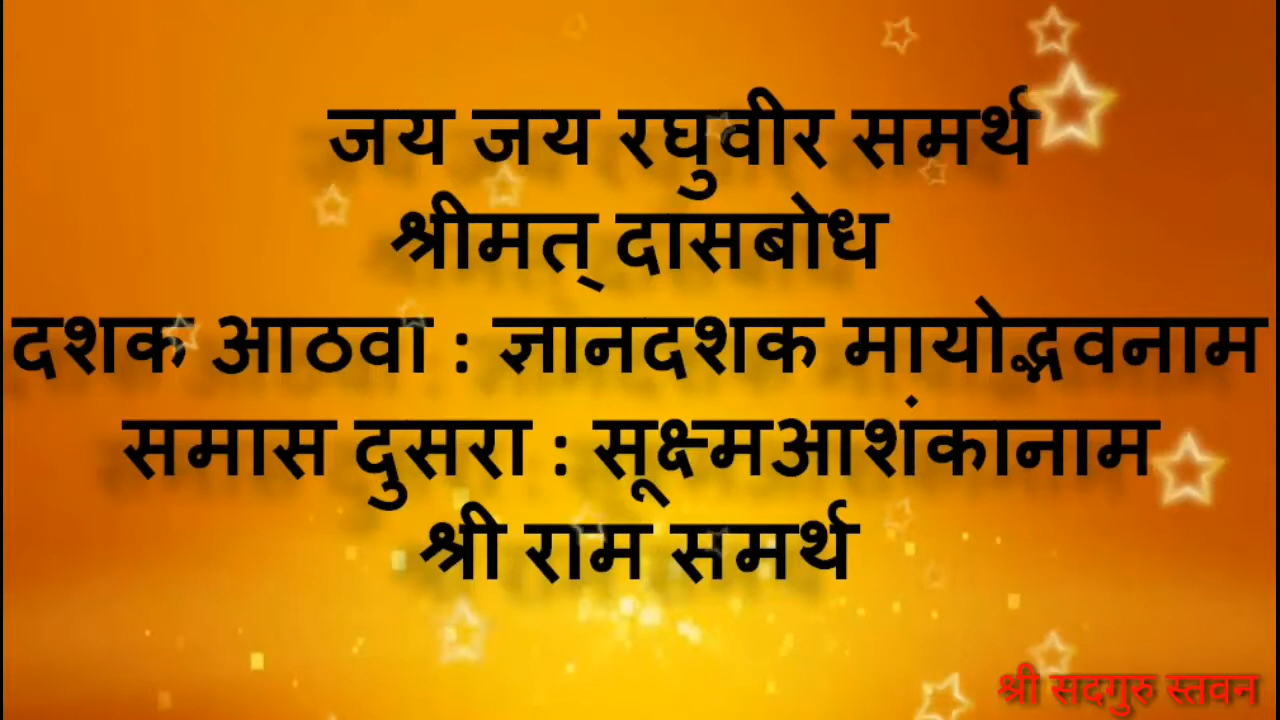 जय जय रघुवीर समर्थ
श्रीमत् दासबोध
दशक आठवा : ज्ञानदशक मायोद्भवनाम
समास दुसरा : सूक्ष्मआशंकानाम
श्री राम समर्थ
श्री सदगुरु स्तवन